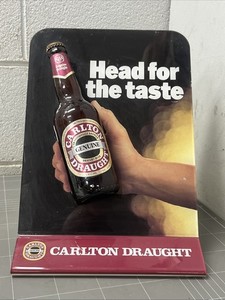 Head for
the taste
CARLTON
GENUINE
DRAUGHT
CARLTON DRAUGHT